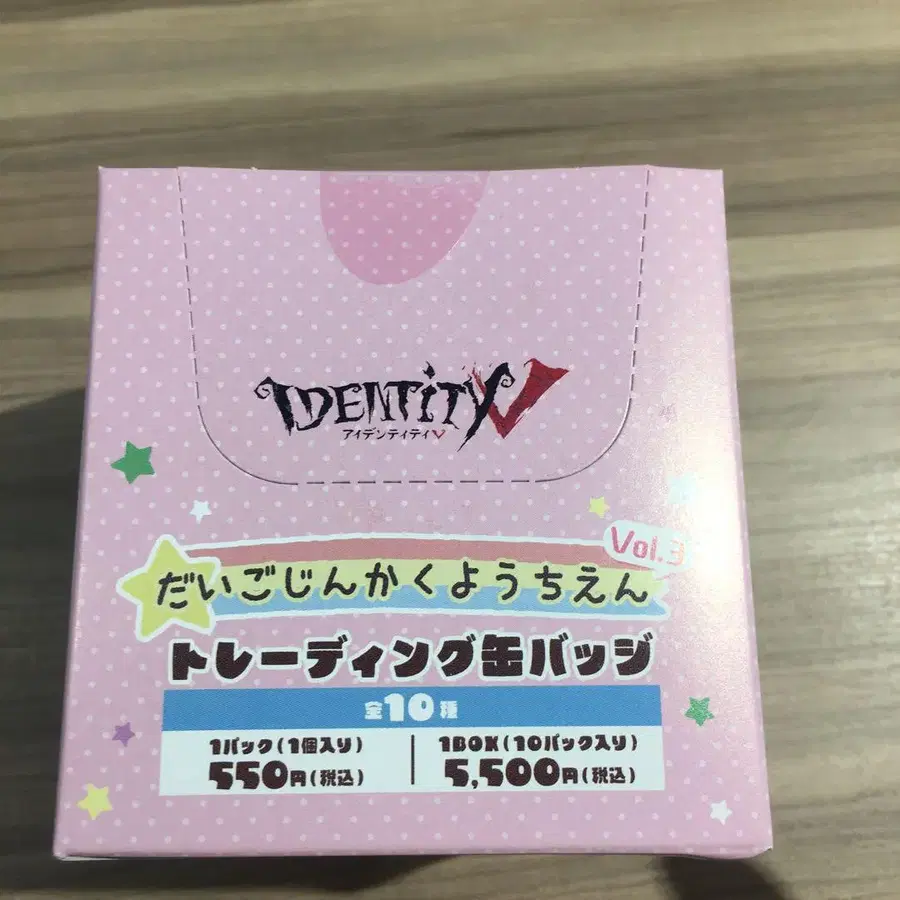 IDENTITY V
アイデンティティV
Vol.3
だいごじんかくようちえん
トレーディング缶バッジ
全10種
1パック(1個入り)
550円(税込)
1BOX(10パック入り)
5,500円(税込)